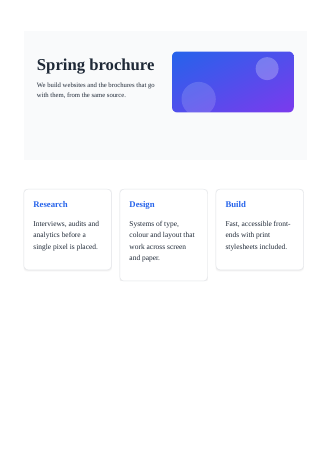 Spring brochure
We build websites and the brochures that go
with them, from the same source.
Research
Interviews, audits and
analytics before a
single pixel is placed.
Design
Systems of type,
colour and layout that
work across screen
and paper.
Build
Fast, accessible front-
ends with print
stylesheets included.